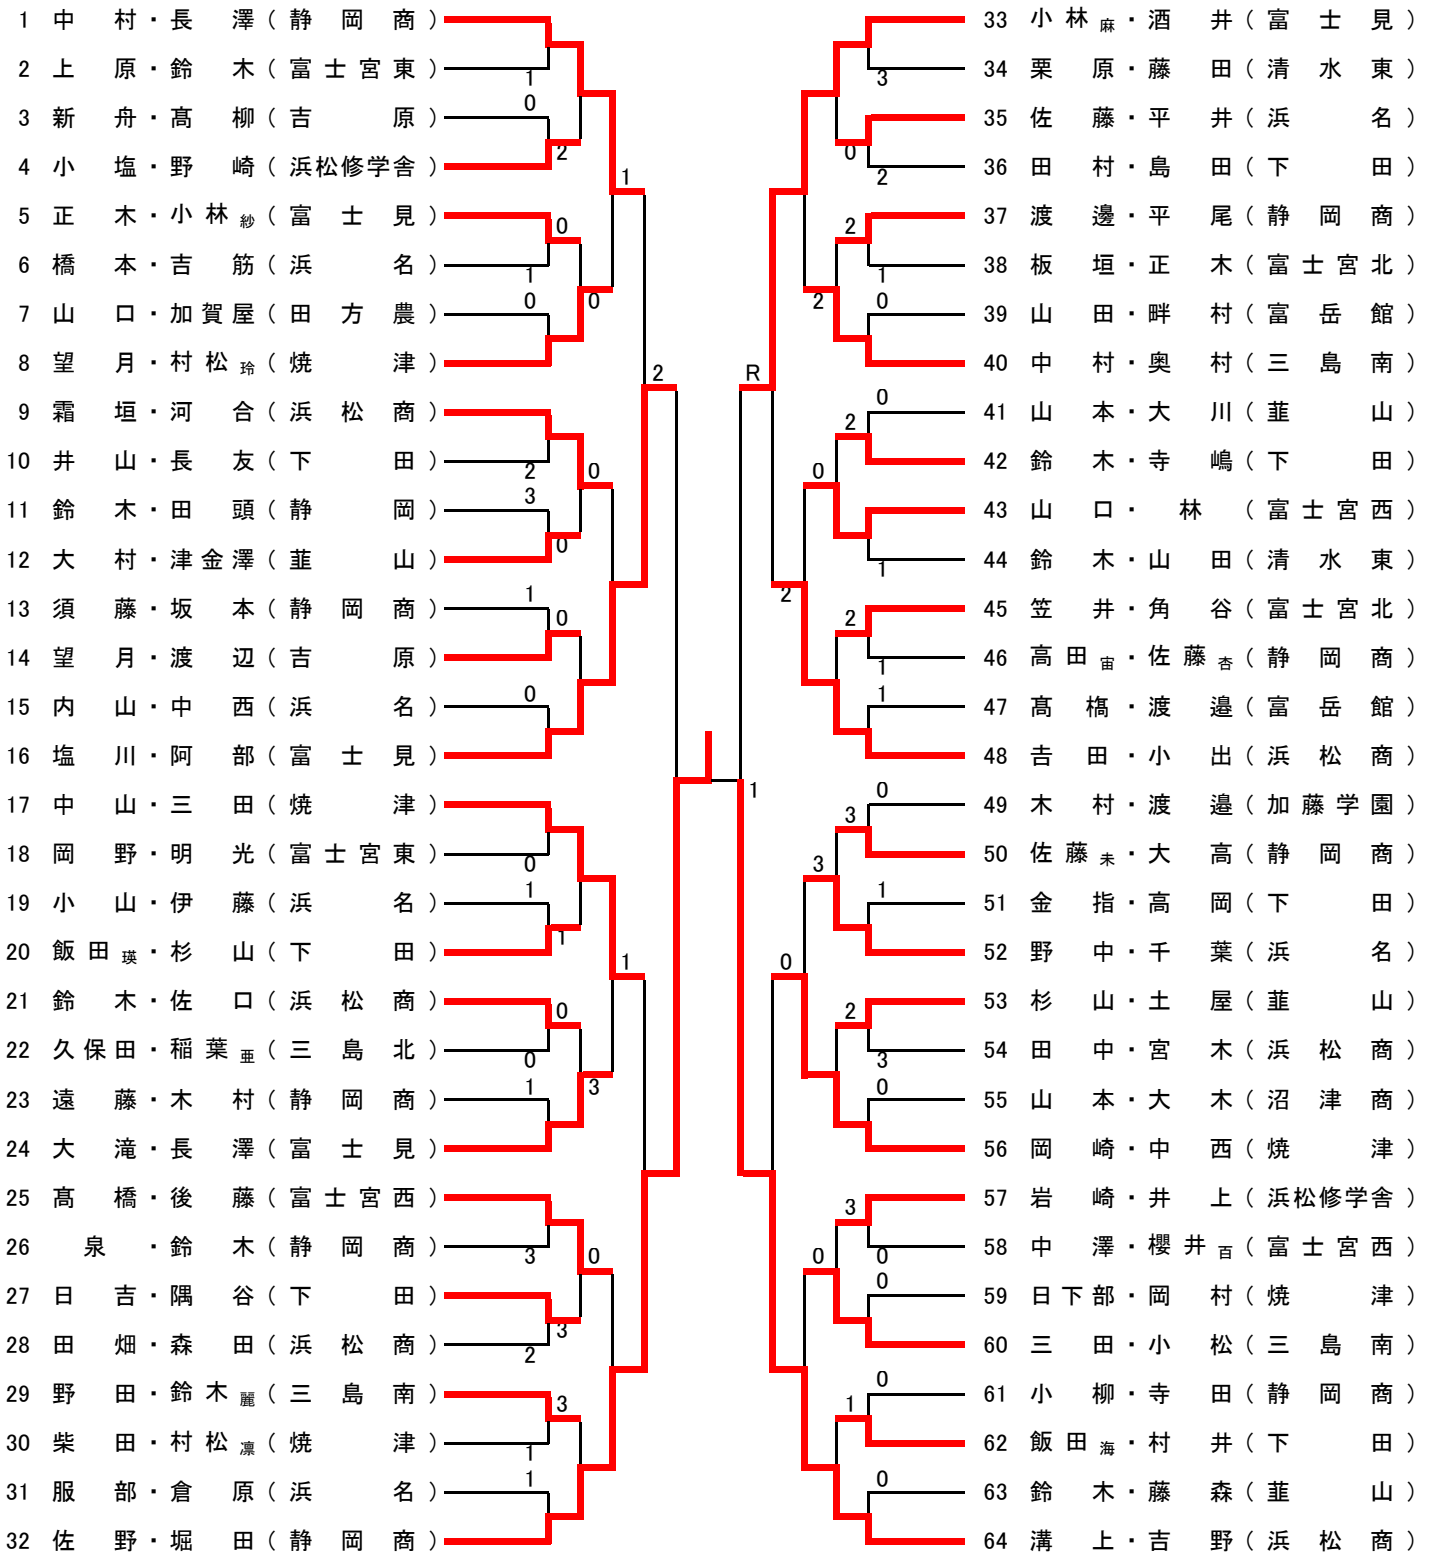 1 中村・長澤(静岡商)
2 上原・鈴木(富士宮東)
1
3 新舟・髙柳(吉原)
0
4 小塩・野崎(浜松修学舎)
2
1
5 正木・小林紗(富士見)
0
6 橋本・吉筋(浜名)
1
7 山口・加賀屋(田方農)
0
0
8 望月・村松玲(焼津)
2
9 霜垣・河合(浜松商)
10 井山・長友(下田)
2
0
11 鈴木・田頭(静岡)
3
12 大村・津金澤(韮山)
0
13 須藤・坂本(静岡商)
1
0
14 望月・渡辺(吉原)
15 内山・中西(浜名)
0
16 塩川・阿部(富士見)
17 中山・三田(焼津)
18 岡野・明光(富士宮東)
0
19 小山・伊藤(浜名)
1
20 飯田瑛・杉山(下田)
1
1
21 鈴木・佐口(浜松商)
0
22 久保田・稲葉亜(三島北)
0
23 遠藤・木村(静岡商)
1
3
24 大滝・長澤(富士見)
25 髙橋・後藤(富士宮西)
26 泉・鈴木(静岡商)
3
0
27 日吉・隅谷(下田)
3
28 田畑・森田(浜松商)
2
29 野田・鈴木麗(三島南)
3
30 柴田・村松凛(焼津)
1
31 服部・倉原(浜名)
1
32 佐野・堀田(静岡商)
33 小林麻・酒井(富士見)
34 栗原・藤田(清水東)
3
35 佐藤・平井(浜名)
0
36 田村・島田(下田)
2
37 渡邊・平尾(静岡商)
2
38 板垣・正木(富士宮北)
1
39 山田・畔村(富岳館)
0
2
40 中村・奥村(三島南)
R
41 山本・大川(韮山)
0
2
42 鈴木・寺嶋(下田)
0
43 山口・林(富士宮西)
44 鈴木・山田(清水東)
1
2
45 笠井・角谷(富士宮北)
2
46 高田宙・佐藤杏(静岡商)
1
47 髙槗・渡邉(富岳館)
1
48 吉田・小出(浜松商)
1
49 木村・渡邉(加藤学園)
0
3
50 佐藤未・大高(静岡商)
3
51 金指・高岡(下田)
1
52 野中・千葉(浜名)
0
53 杉山・土屋(韮山)
2
54 田中・宮木(浜松商)
3
55 山本・大木(沼津商)
0
56 岡崎・中西(焼津)
57 岩崎・井上(浜松修学舎)
3
58 中澤・櫻井百(富士宮西)
0
0
59 日下部・岡村(焼津)
0
60 三田・小松(三島南)
61 小柳・寺田(静岡商)
0
1
62 飯田海・村井(下田)
63 鈴木・藤森(韮山)
0
64 溝上・吉野(浜松商)